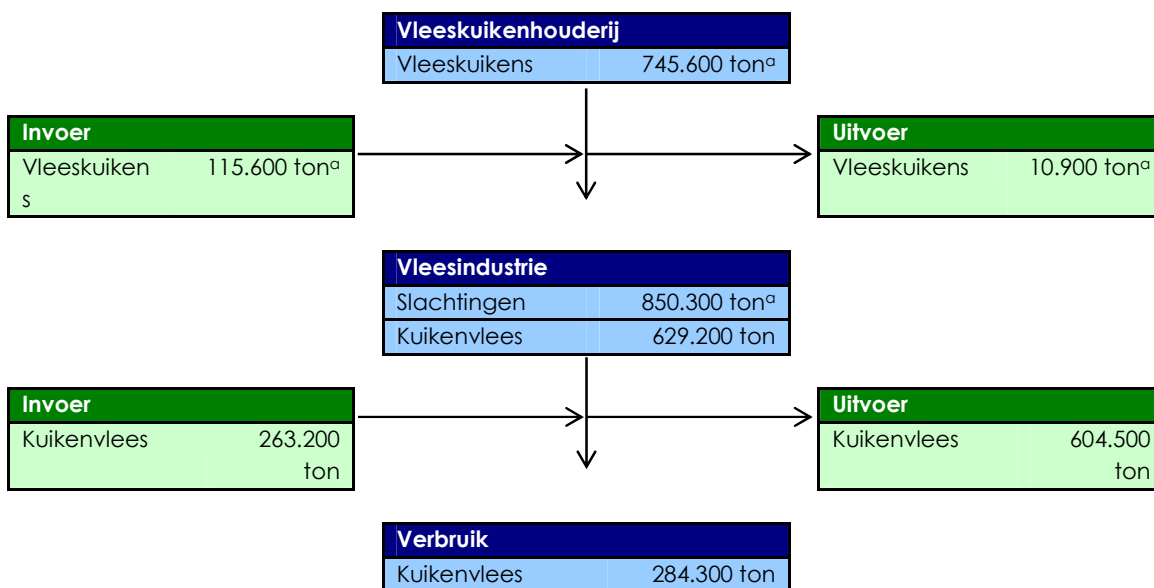 Vleeskuikenhouderij
Vleeskuikens 745.600 tonᵃ
Invoer
Vleeskuiken 115.600 tonᵃ
s
Uitvoer
Vleeskuikens 10.900 tonᵃ
Vleesindustrie
Slachtingen 850.300 tonᵃ
Kuikenvlees 629.200 ton
Invoer
Kuikenvlees 263.200
ton
Uitvoer
Kuikenvlees 604.500
ton
Verbruik
Kuikenvlees 284.300 ton